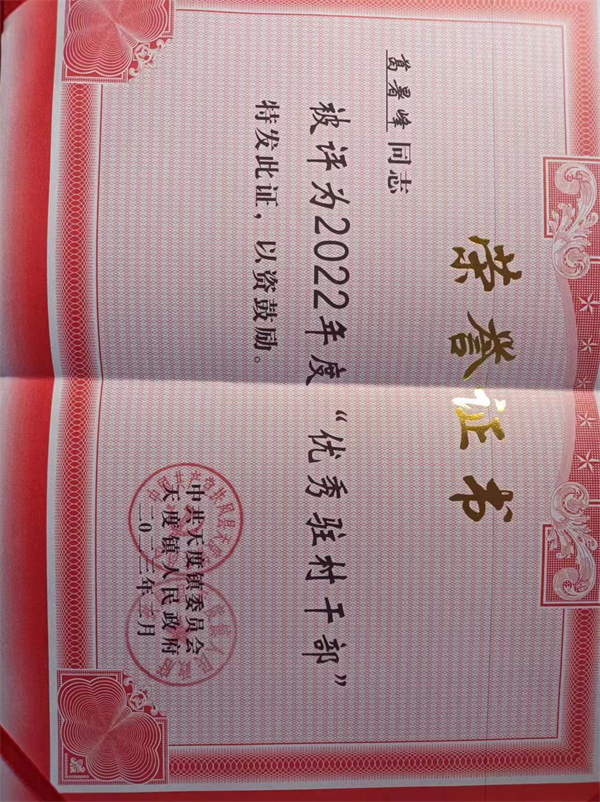 荣誉证书
葛署峰同志
被评为2022年度“优秀驻村干部”
特发此证，以资鼓励。
中共天度镇委员会
天度镇人民政府
二〇二三年三月